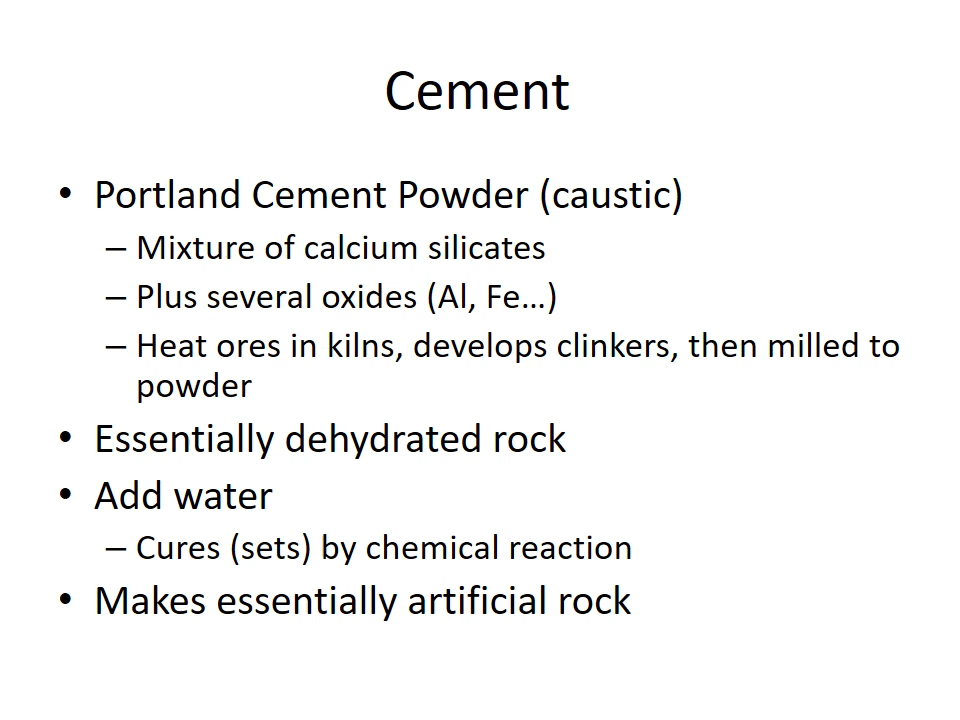 Cement
• Portland Cement Powder (caustic)
– Mixture of calcium silicates
– Plus several oxides (Al, Fe…)
– Heat ores in kilns, develops clinkers, then milled to
powder
• Essentially dehydrated rock
• Add water
– Cures (sets) by chemical reaction
• Makes essentially artificial rock